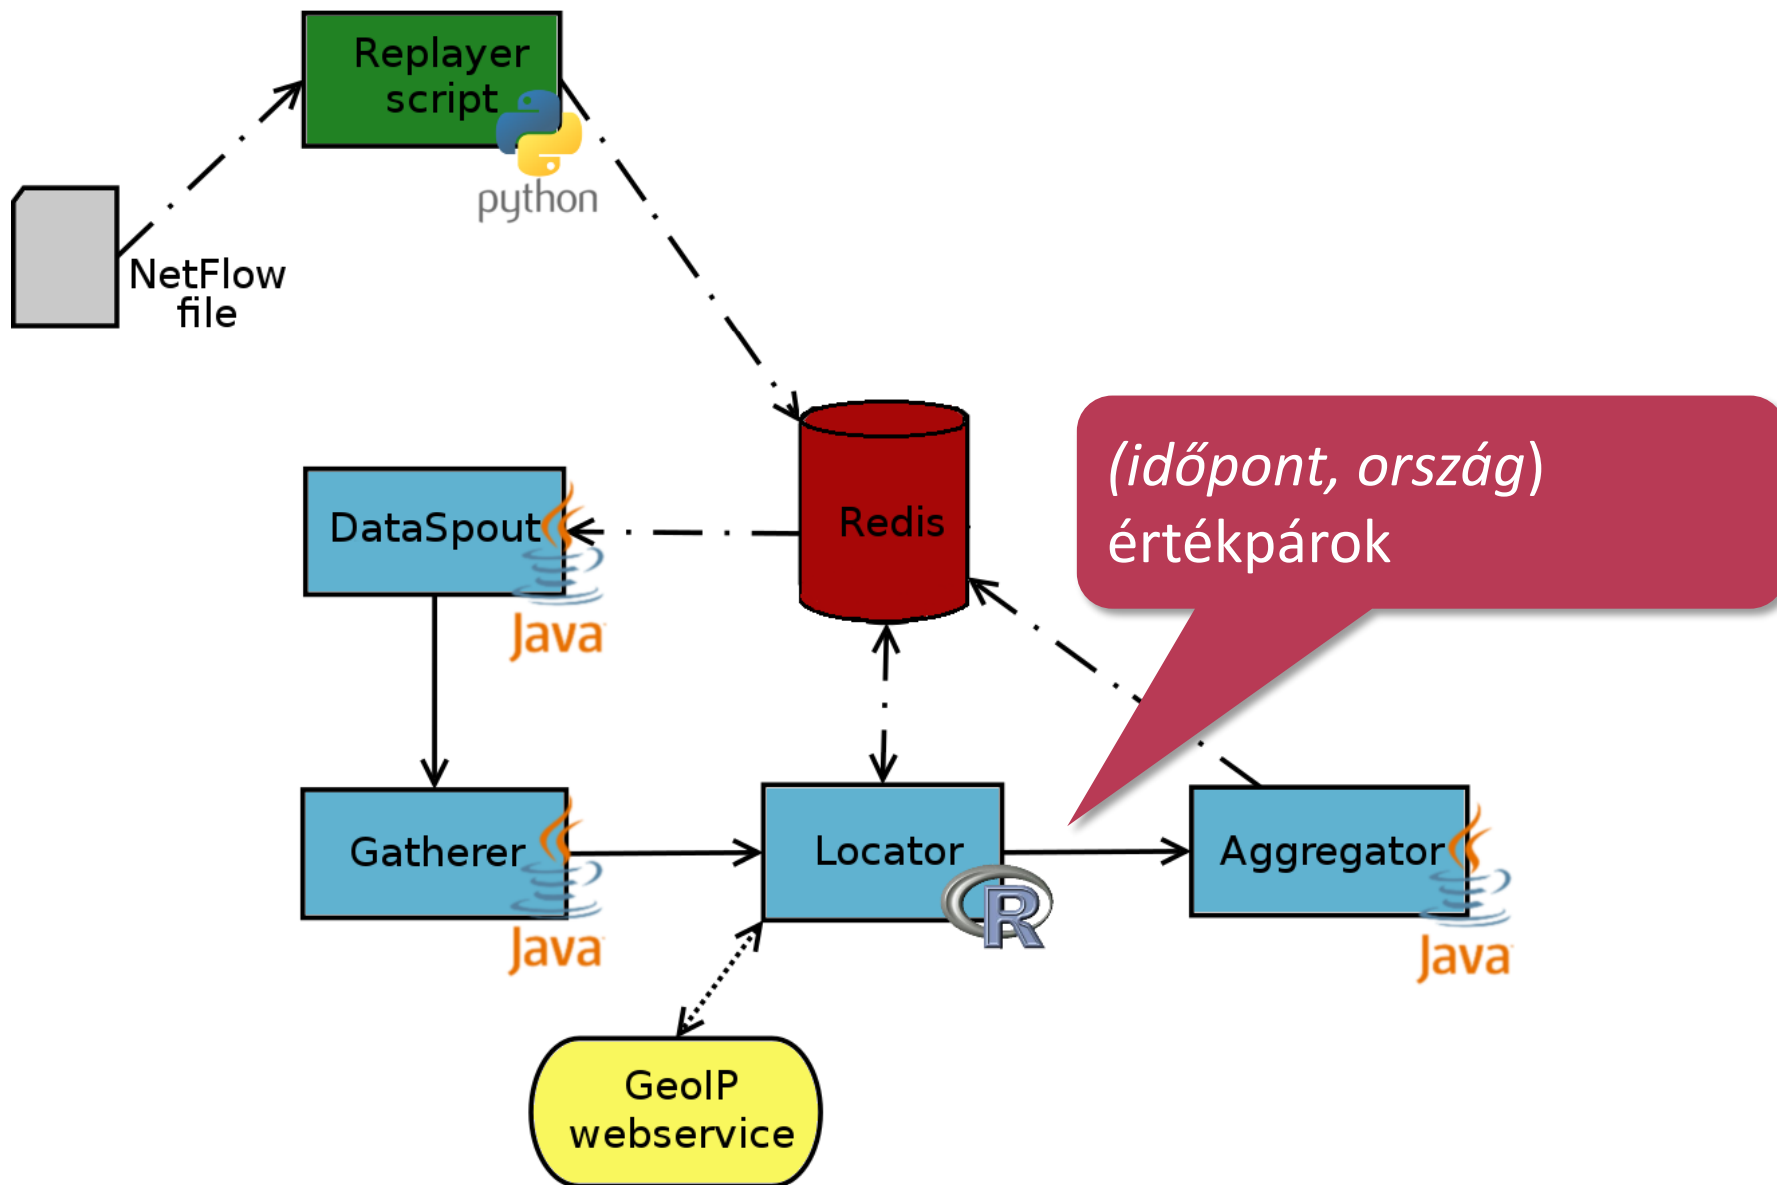 Replayer
script
python
NetFlow
file
(időpont, ország)
értékpárok
Redis
DataSpout
Java
Gatherer
Java
Locator
R
Aggregator
Java
GeoIP
webservice